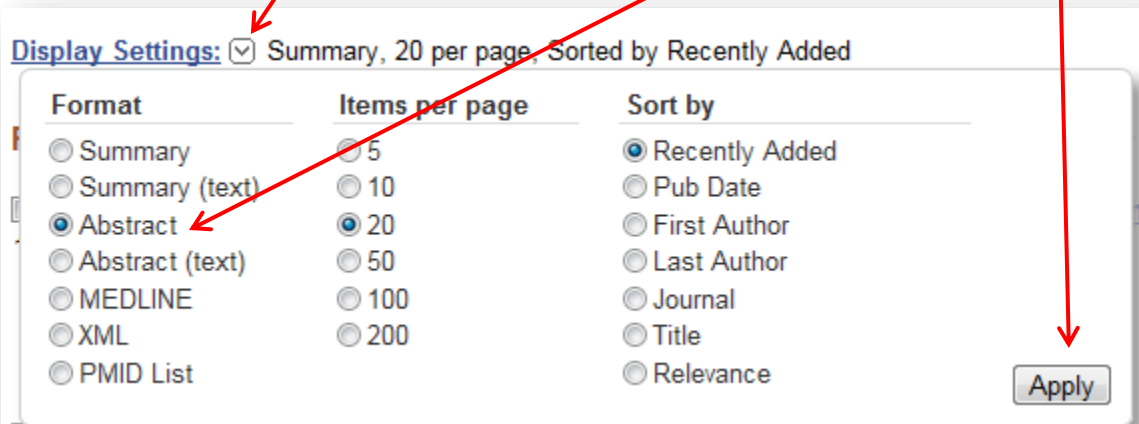 Display Settings: Summary, 20 per page, Sorted by Recently Added
Format Items per page Sort by
Summary 5 Recently Added
Summary (text) 10 Pub Date
Abstract 20 First Author
Abstract (text) 50 Last Author
MEDLINE 100 Journal
XML 200 Title
PMID List Relevance
Apply